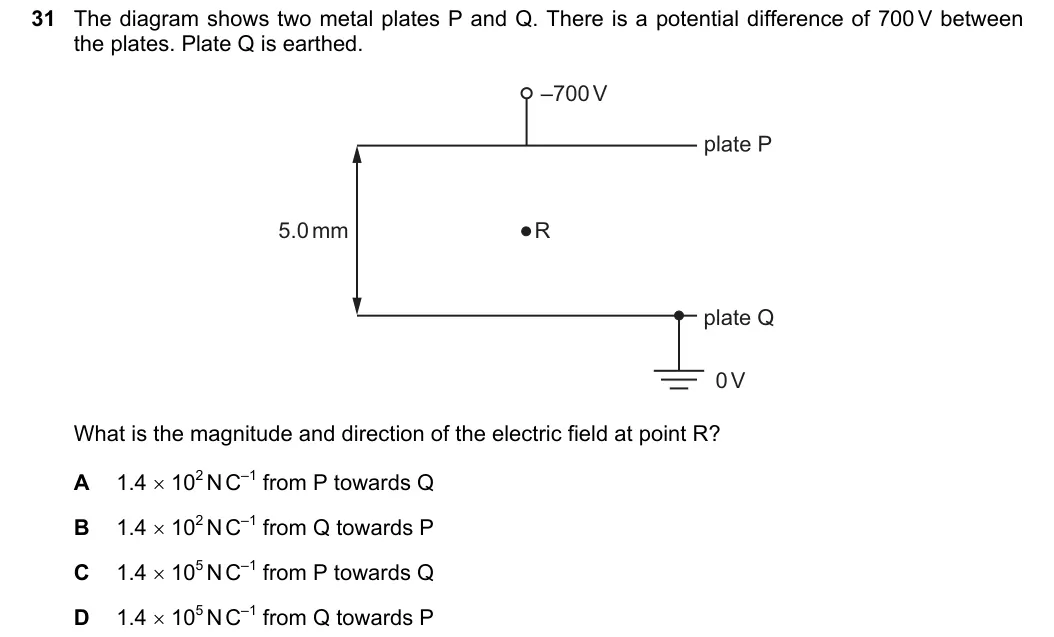 31 The diagram shows two metal plates P and Q. There is a potential difference of 700 V between
the plates. Plate Q is earthed.
–700 V
plate P
5.0 mm
R
plate Q
0 V
What is the magnitude and direction of the electric field at point R?
A 1.4 × 10² N C⁻¹ from P towards Q
B 1.4 × 10² N C⁻¹ from Q towards P
C 1.4 × 10⁵ N C⁻¹ from P towards Q
D 1.4 × 10⁵ N C⁻¹ from Q towards P